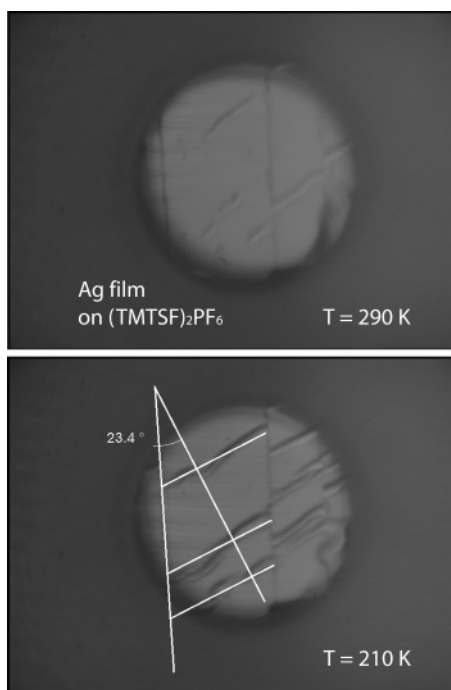 Ag film
on (TMTSF)₂PF₆
T = 290 K
23.4 °
T = 210 K